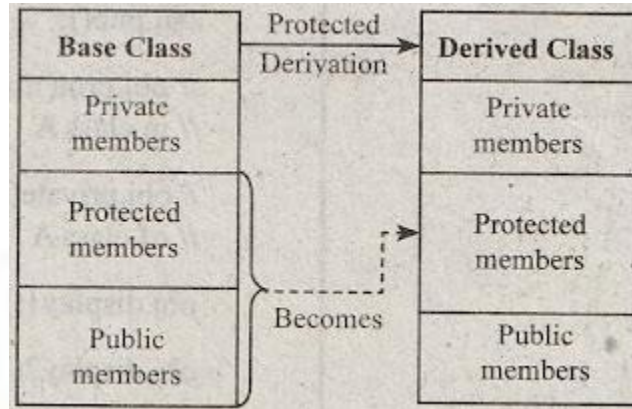 Base Class
Protected
Derivation
Derived Class
Private
members
Private
members
Protected
members
Protected
members
Becomes
Public
members
Public
members